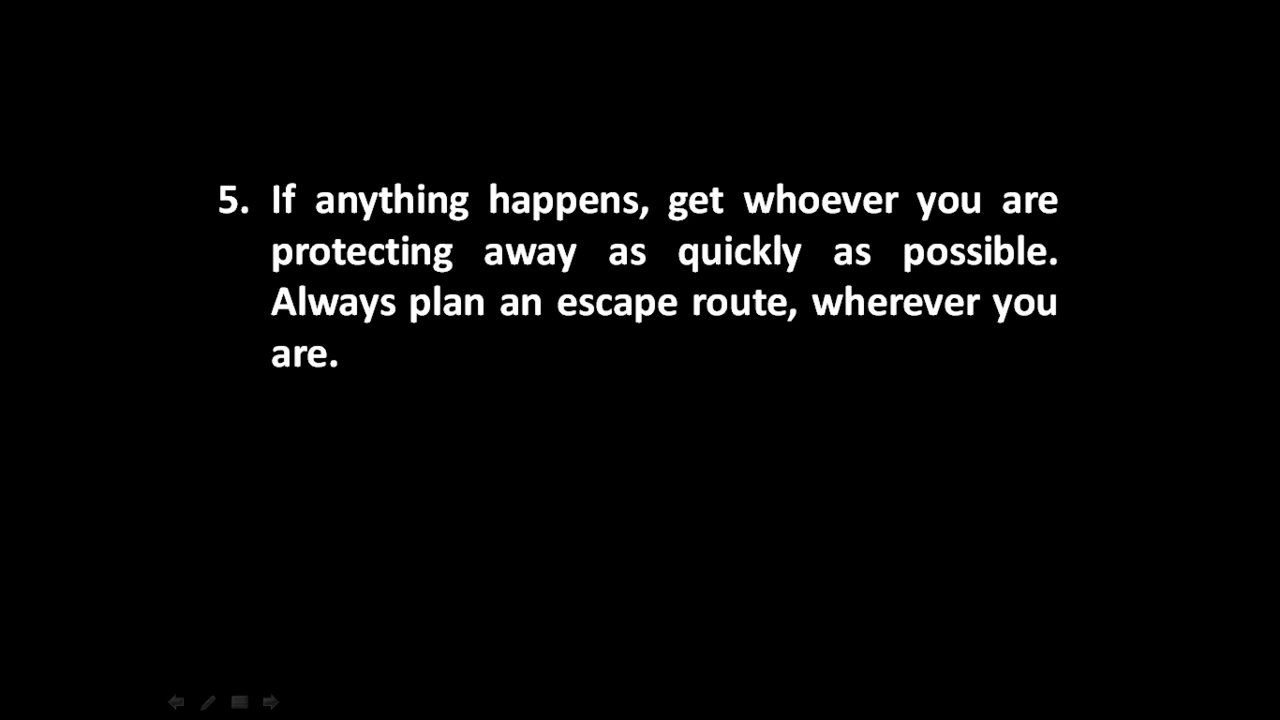 5. If anything happens, get whoever you are
protecting away as quickly as possible.
Always plan an escape route, wherever you
are.